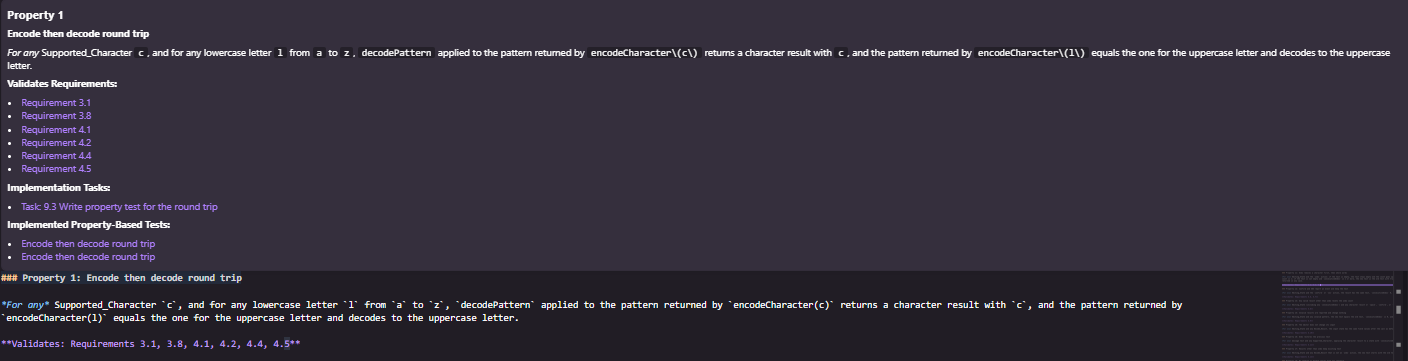 Property 1
Encode then decode round trip
For any Supported_Character c , and for any lowercase letter l from a to z , decodePattern applied to the pattern returned by encodeCharacter\(c\) returns a character result with c , and the pattern returned by encodeCharacter\(l\) equals the one for the uppercase letter and decodes to the uppercase
letter.
Validates Requirements:
• Requirement 3.1
• Requirement 3.8
• Requirement 4.1
• Requirement 4.2
• Requirement 4.4
• Requirement 4.5
Implementation Tasks:
• Task: 9.3 Write property test for the round trip
Implemented Property-Based Tests:
• Encode then decode round trip
• Encode then decode round trip
### Property 1: Encode then decode round trip
*For any* Supported_Character `c`, and for any lowercase letter `l` from `a` to `z`, `decodePattern` applied to the pattern returned by `encodeCharacter(c)` returns a character result with `c`, and the pattern returned by
`encodeCharacter(l)` equals the one for the uppercase letter and decodes to the uppercase letter.
**Validates: Requirements 3.1, 3.8, 4.1, 4.2, 4.4, 4.5**